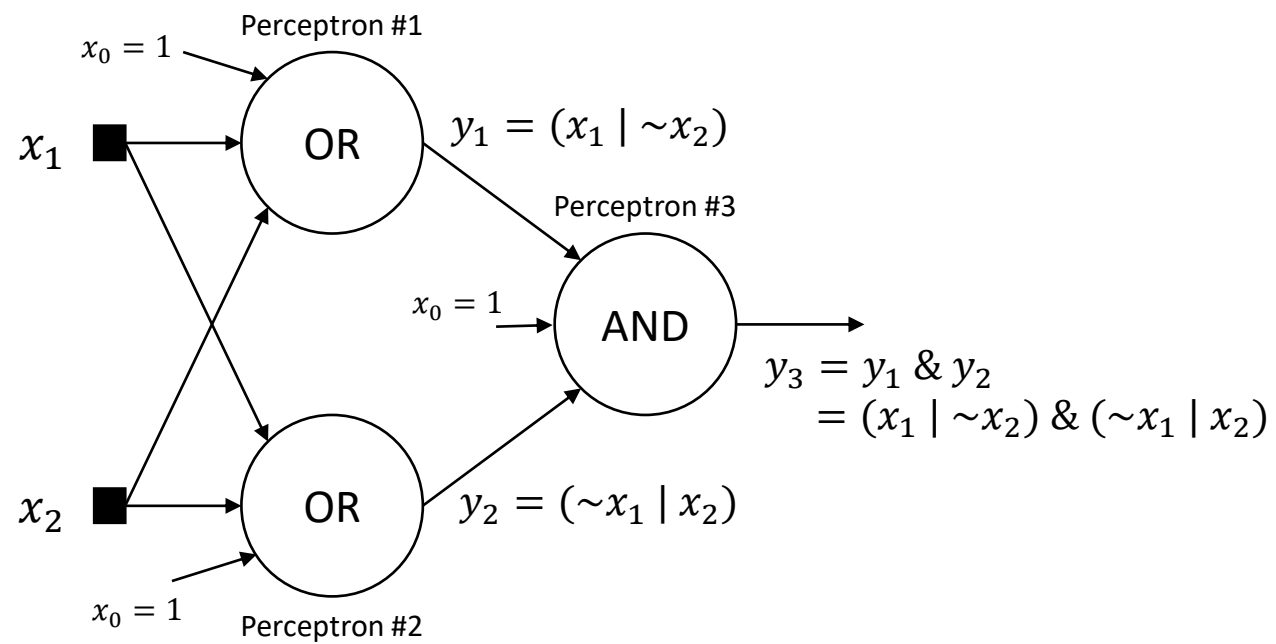 Perceptron #1
x₀ = 1
x₁
OR
y₁ = (x₁ | ~x₂)
Perceptron #3
x₀ = 1
AND
y₃ = y₁ & y₂
= (x₁ | ~x₂) & (~x₁ | x₂)
x₂
OR
y₂ = (~x₁ | x₂)
x₀ = 1
Perceptron #2